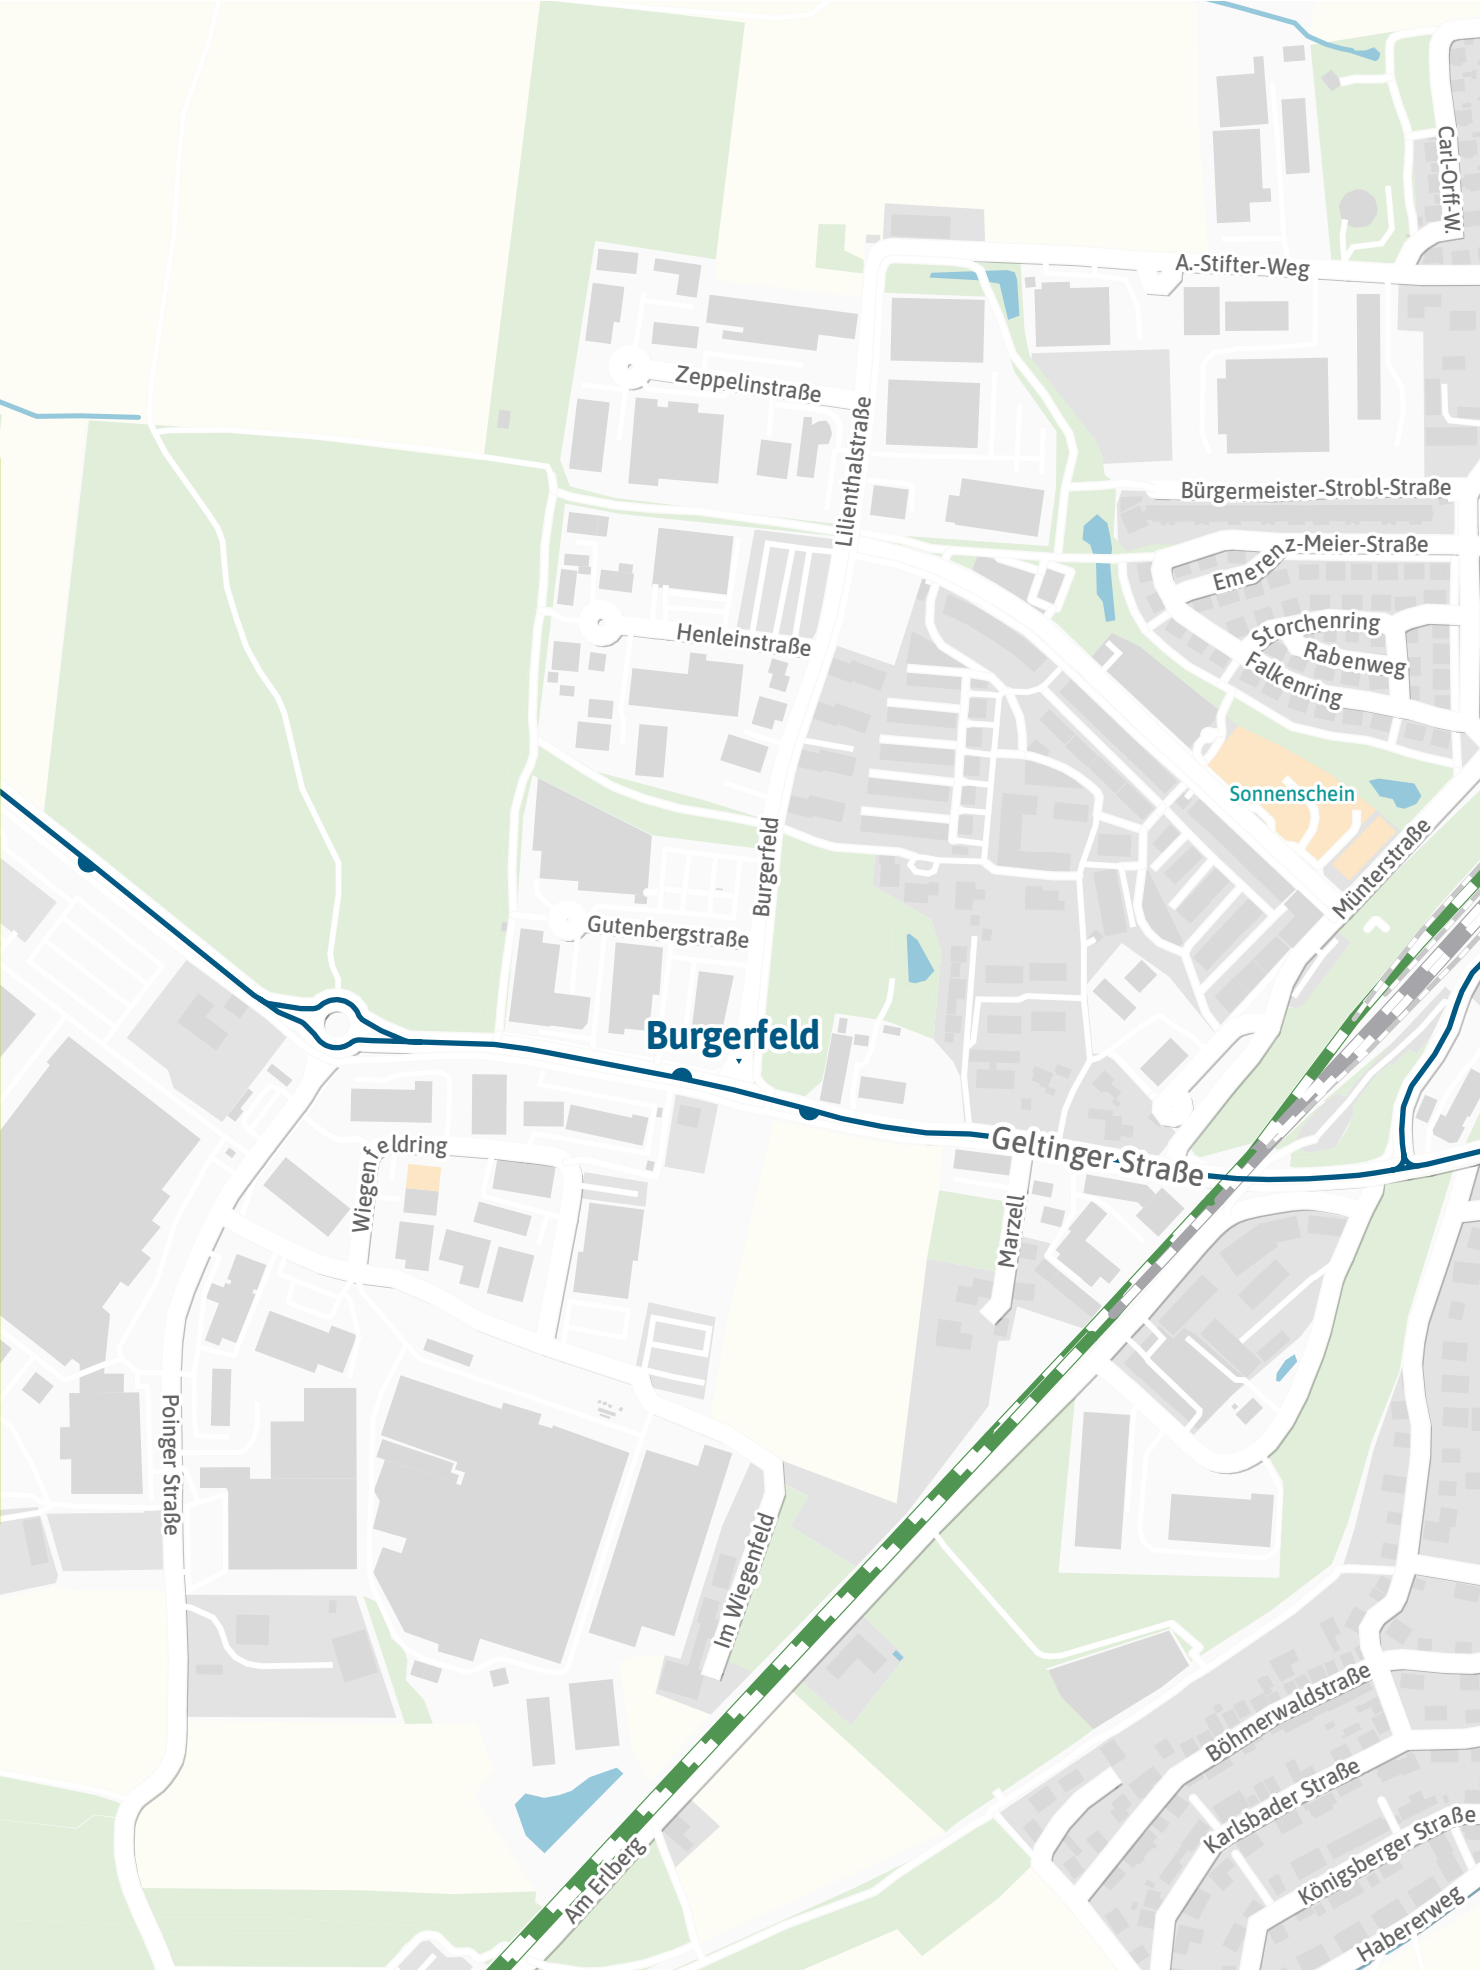 Carl-Orff-W.
A.-Stifter-Weg
Zeppelinstraße
Lilienthalstraße
Bürgermeister-Strobl-Straße
Emerenz-Meier-Straße
Storchenring
Henleinstraße
Rabenweg
Falkenring
Sonnenschein
Burgerfeld
Münterstraße
Gutenbergstraße
Burgerfeld
Geltinger Straße
Wiegenfeldring
Marzell
Poinger Straße
Im Wiegenfeld
Böhmerwaldstraße
Karlsbader Straße
Königsberger Straße
Am Erlberg
Habererweg